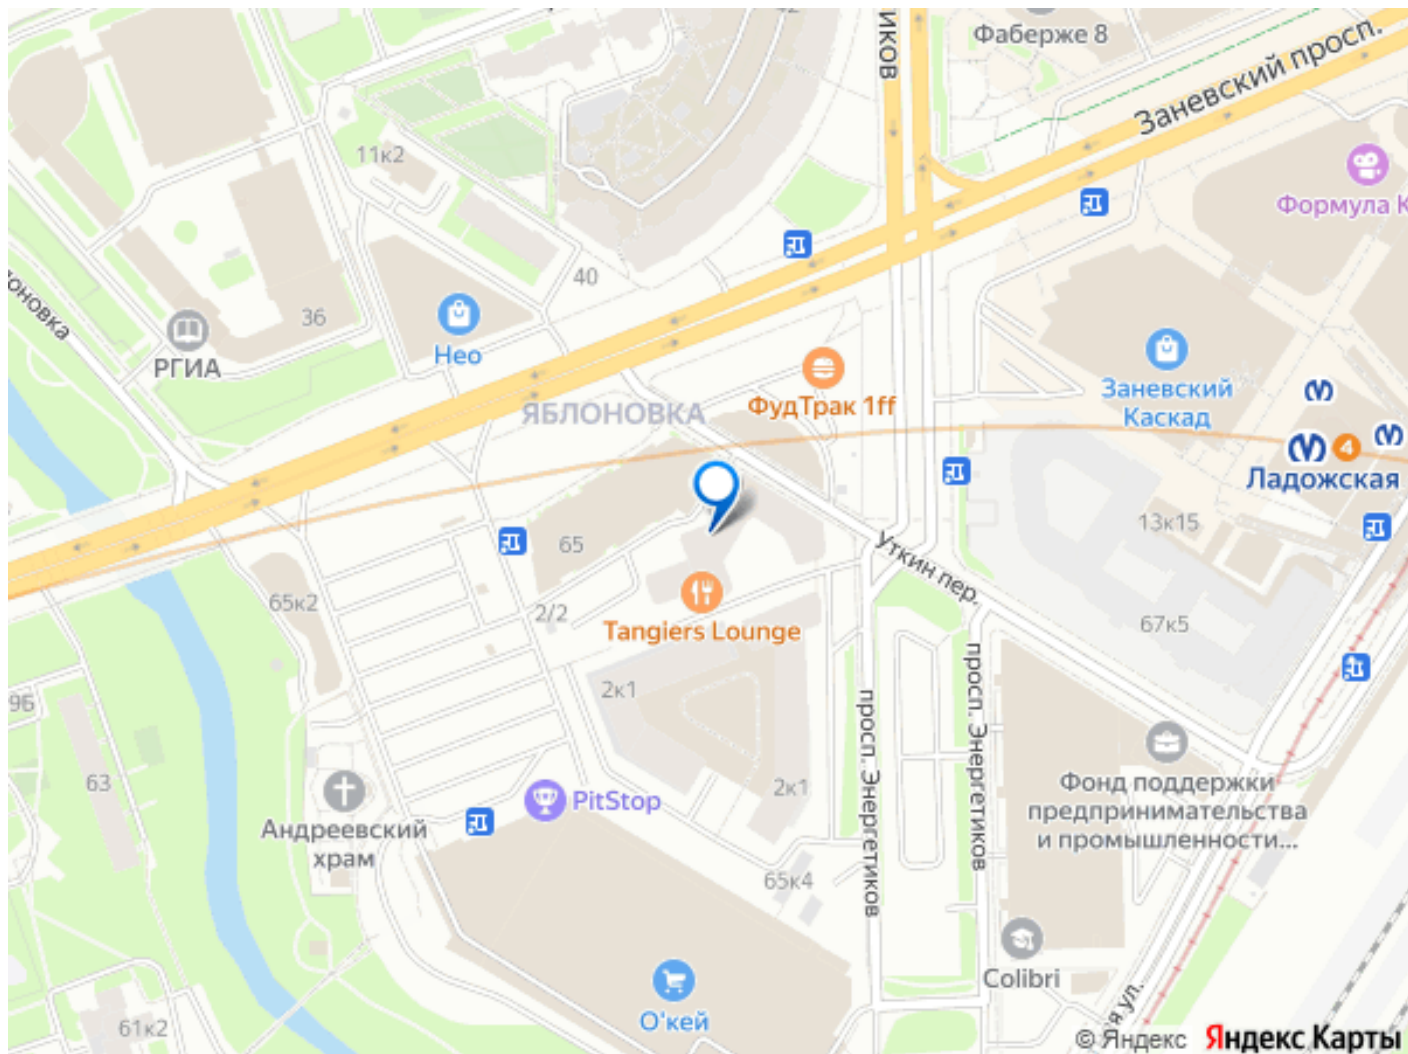 Фаберже 8
Заневский просп.
11к2
Формула К
40
36
РГИА
Нео
ЯБЛОНОВКА
ФудТрак 1ff
Заневский
Каскад
4
Ладожская
13к15
65
Уткин пер.
65к2
2/2
Tangiers Lounge
67к5
2к1
просп. Энергетиков
просп. Энергетиков
9Б
63
2к1
PitStop
Фонд поддержки
предпринимательства
и промышленности...
Андреевский
храм
65к4
Colibri
О'кей
61к2
© Яндекс Яндекс Карты